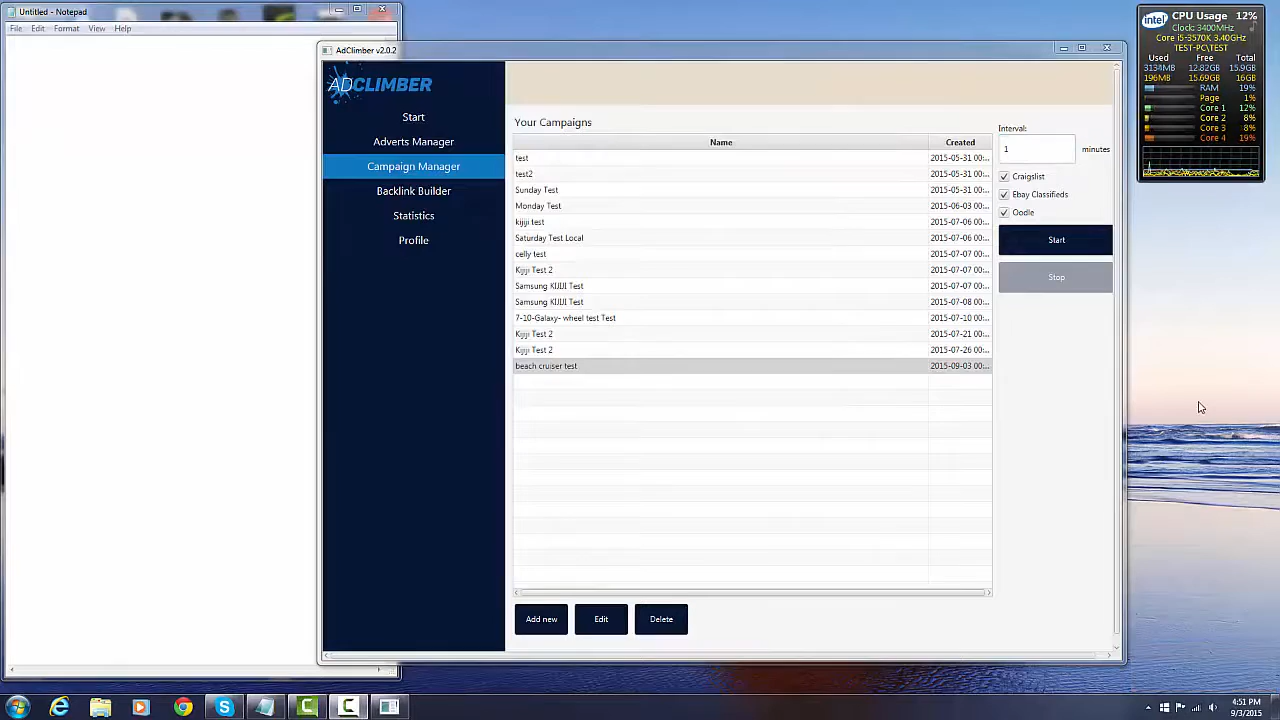 Untitled - Notepad
File Edit Format View Help
AdClimber v2.0.2
ADCLIMBER
Start
Adverts Manager
Campaign Manager
Backlink Builder
Statistics
Profile
Your Campaigns
Name Created
test 2015-05-31 00:...
test2 2015-05-31 00:...
Sunday Test 2015-05-31 00:...
Monday Test 2015-06-03 00:...
kijiji test 2015-07-06 00:...
Saturday Test Local 2015-07-06 00:...
celly test 2015-07-06 00:...
Kijiji Test 2 2015-07-07 00:...
Samsung KIJIJI Test 2015-07-07 00:...
Samsung KIJIJI Test 2015-07-08 00:...
7-10-Galaxy- wheel test Test 2015-07-10 00:...
Kijiji Test 2 2015-07-21 00:...
Kijiji Test 2 2015-07-26 00:...
beach cruiser test 2015-09-03 00:...
Add new Edit Delete
Interval:
1 minutes
Craigslist
Ebay Classifieds
Oodle
Start
Stop
intel CPU Usage 12%
Clock: 3400MHz
Core i5-3570K 3.40GHz
TEST-PC\TEST
Used Free Total
3134MB 12.82GB 15.9GB
196MB 15.69GB 16GB
RAM 19%
Page 1%
Core 1 12%
Core 2 8%
Core 3 8%
Core 4 19%
4:51 PM
9/3/2015